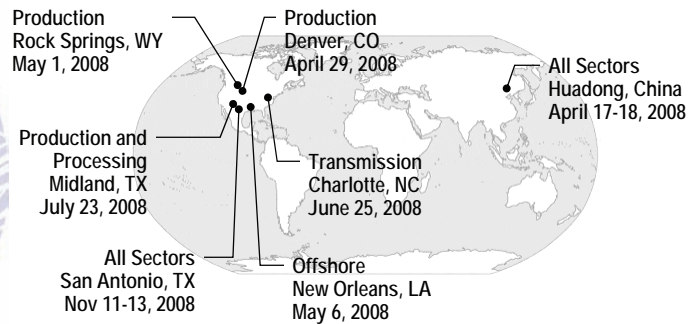 Production
Rock Springs, WY
May 1, 2008
Production
Denver, CO
April 29, 2008
All Sectors
Huadong, China
April 17-18, 2008
Production and
Processing
Midland, TX
July 23, 2008
Transmission
Charlotte, NC
June 25, 2008
All Sectors
San Antonio, TX
Nov 11-13, 2008
Offshore
New Orleans, LA
May 6, 2008